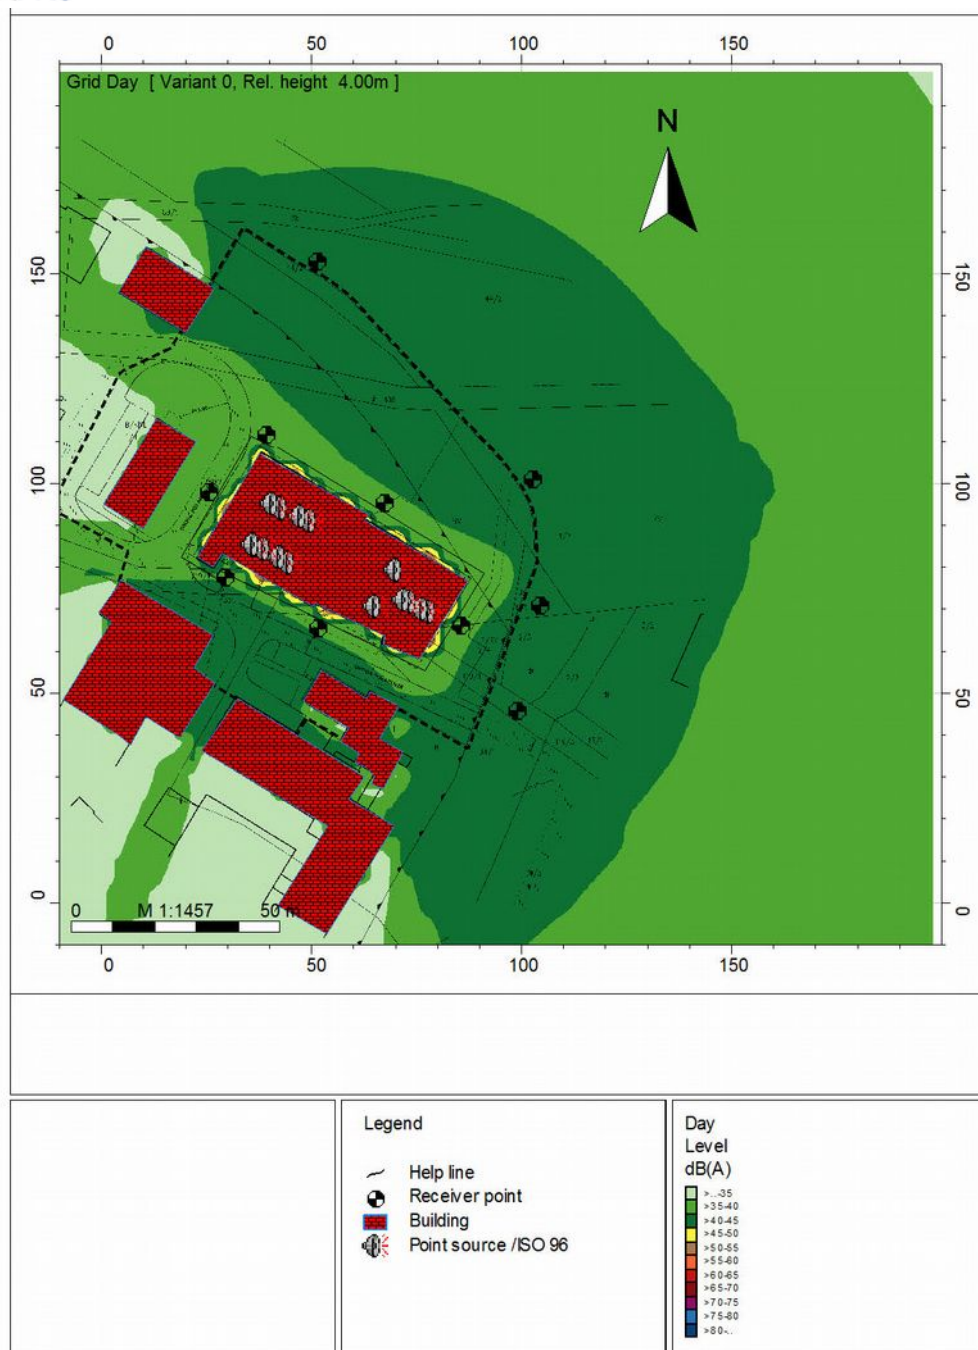 0 50 100 150
Grid Day [ Variant 0, Rel. height 4.00m ]
N
150 150
100 100
50 50
0 0
0 M 1:1457 50 m
0 50 100 150
Legend
Help line
Receiver point
Building
Point source /ISO 96
Day
Level
dB(A)
>..-35
>35-40
>40-45
>45-50
>50-55
>55-60
>60-65
>65-70
>70-75
>75-80
>80-..